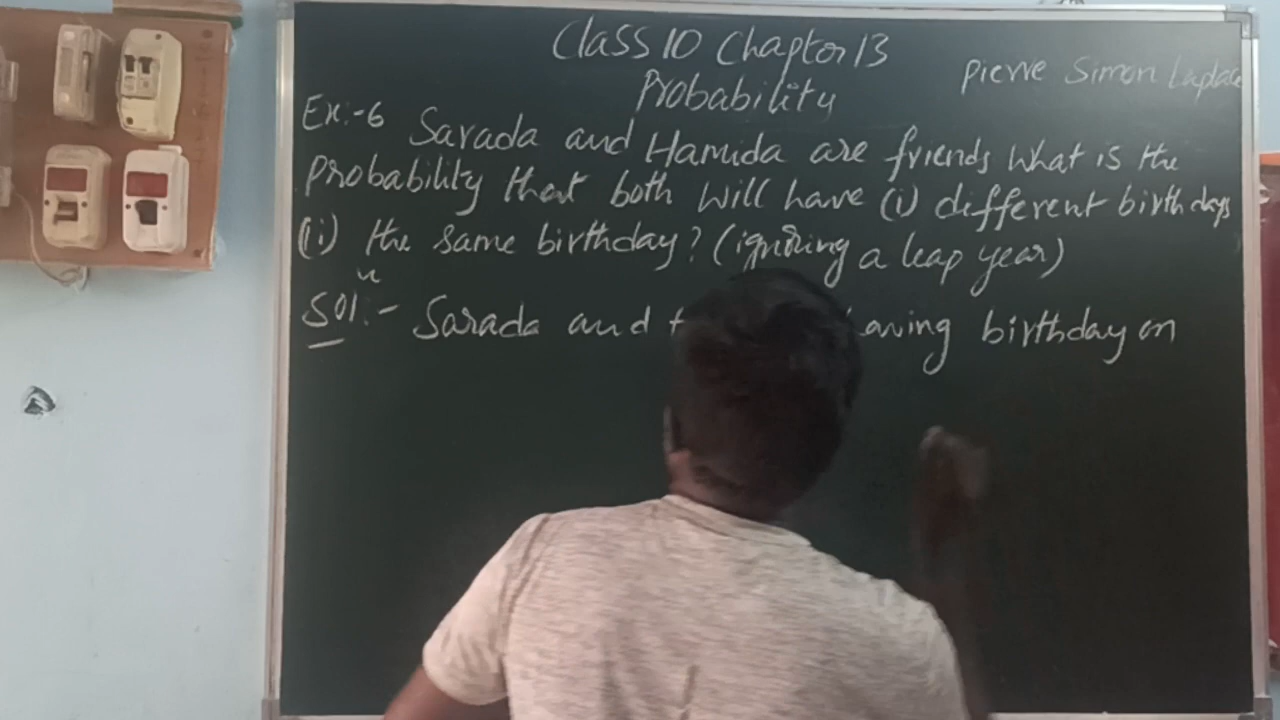 Class 10 Chapter 13
Probability
Pierre Simon Laplace
Ex:-6 Sarada and Hamida are friends What is the
probability that both will have (i) different birthdays
(ii) the same birthday? (ignoring a leap year)
Sol:- Sarada and having birthday on